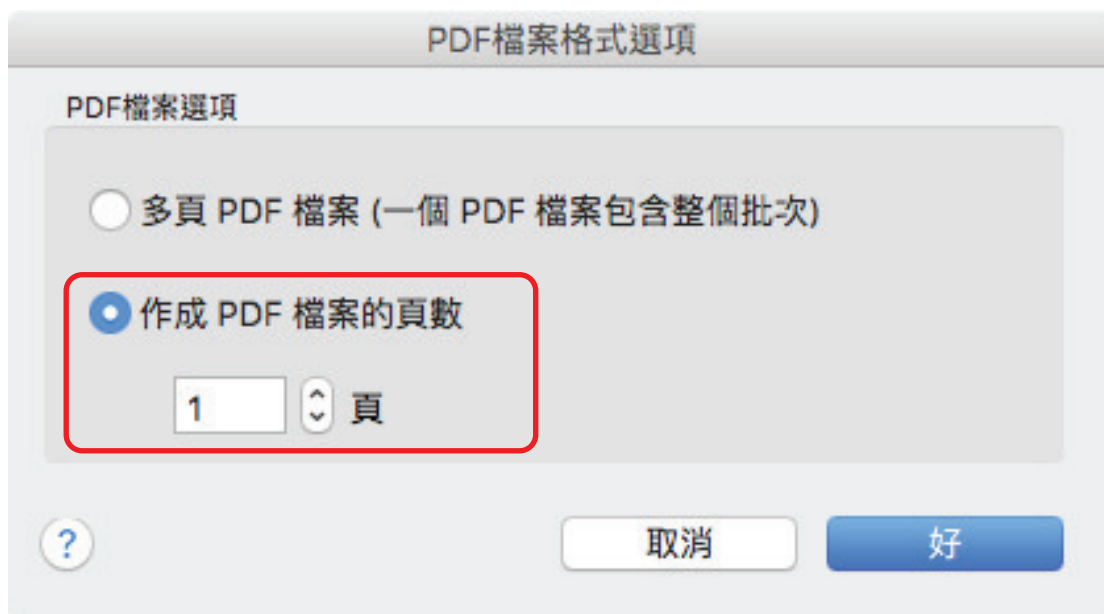 PDF檔案格式選項
PDF檔案選項
多頁 PDF 檔案 (一個 PDF 檔案包含整個批次)
作成 PDF 檔案的頁數
1 頁
? 取消 好